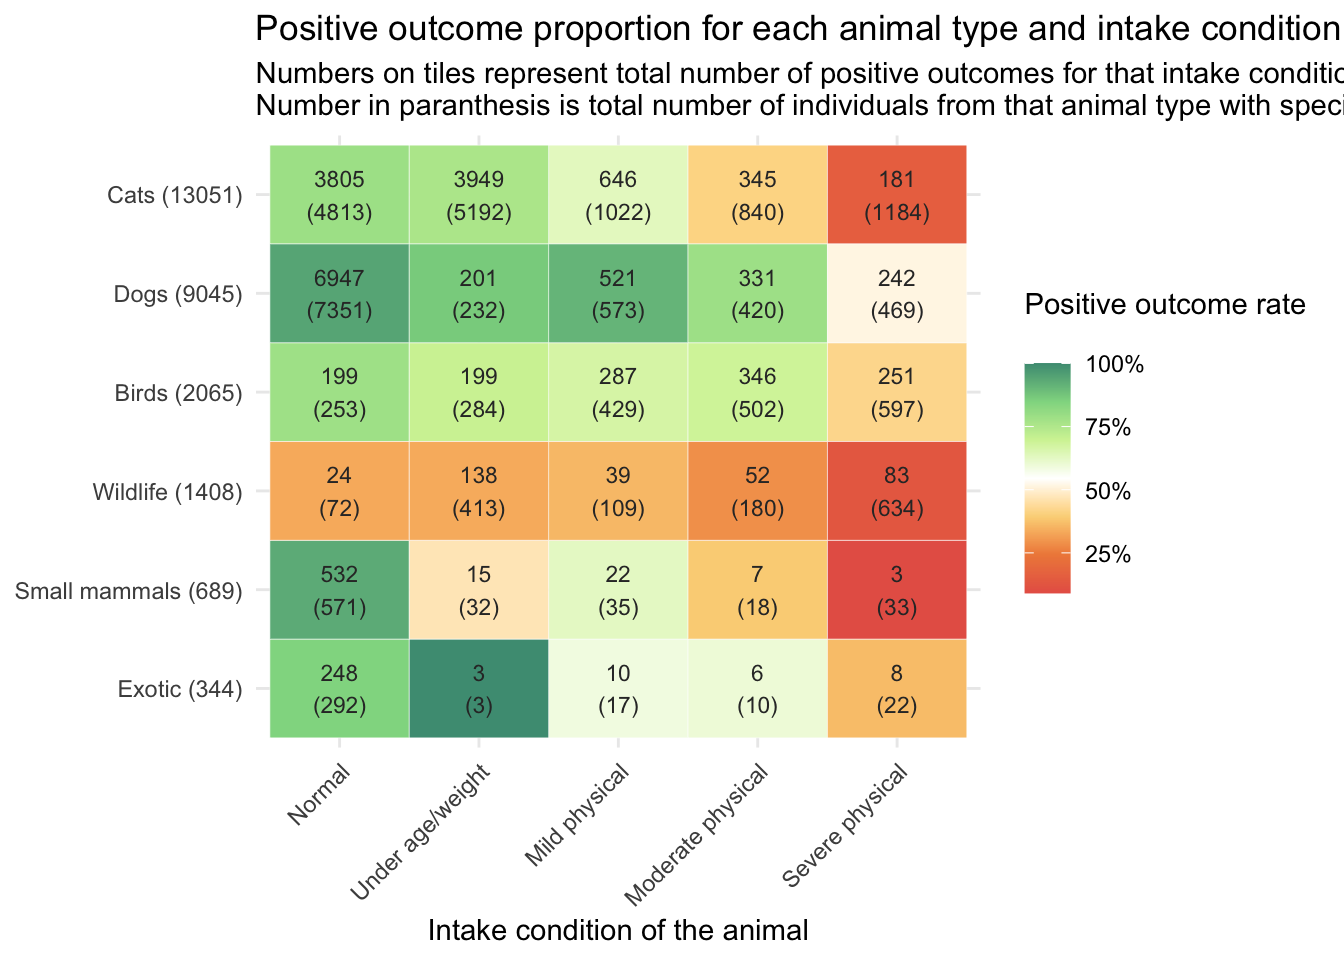 Positive outcome proportion for each animal type and intake condition
Numbers on tiles represent total number of positive outcomes for that intake conditio
Number in paranthesis is total number of individuals from that animal type with speci
Cats (13051) 3805 3949 646 345 181
(4813) (5192) (1022) (840) (1184)
Dogs (9045) 6947 201 521 331 242
(7351) (232) (573) (420) (469)
Birds (2065) 199 199 287 346 251
(253) (284) (429) (502) (597)
Wildlife (1408) 24 138 39 52 83
(72) (413) (109) (180) (634)
Small mammals (689) 532 15 22 7 3
(571) (32) (35) (18) (33)
Exotic (344) 248 3 10 6 8
(292) (3) (17) (10) (22)
Normal
Under age/weight
Mild physical
Moderate physical
Severe physical
Intake condition of the animal
Positive outcome rate
100%
75%
50%
25%